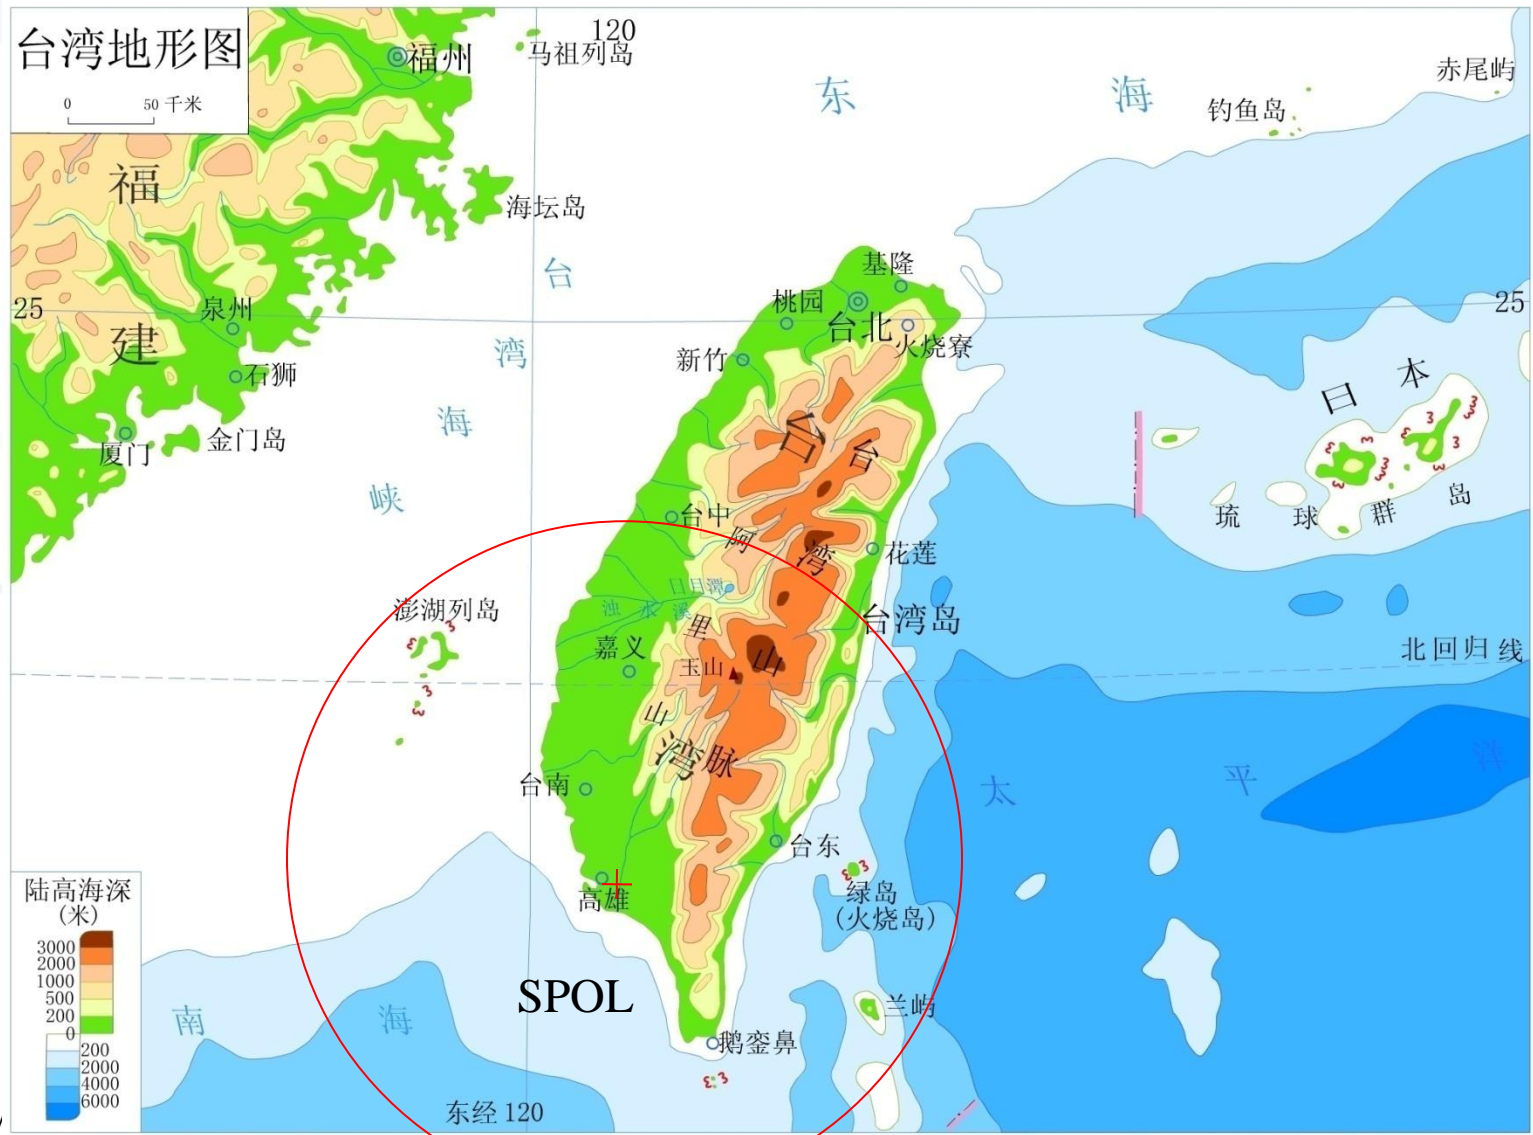 台湾地形图
0 50 千米
120
福州
马祖列岛
东 海
赤尾屿
钓鱼岛
福建
海坛岛
台湾海峡
基隆
桃园
台北
火烧寮
新竹
25
25
泉州
石狮
金门岛
厦门
日本
琉球群岛
台中
花莲
台湾岛
台湾山脉
阿里山
台湾
日月潭
浊水溪
澎湖列岛
嘉义
玉山
北回归线
太平洋
台南
台东
高雄
绿岛
(火烧岛)
SPOL
兰屿
鹅銮鼻
南 海
东经 120
陆高海深
(米)
3000
2000
1000
500
200
0
200
2000
4000
6000